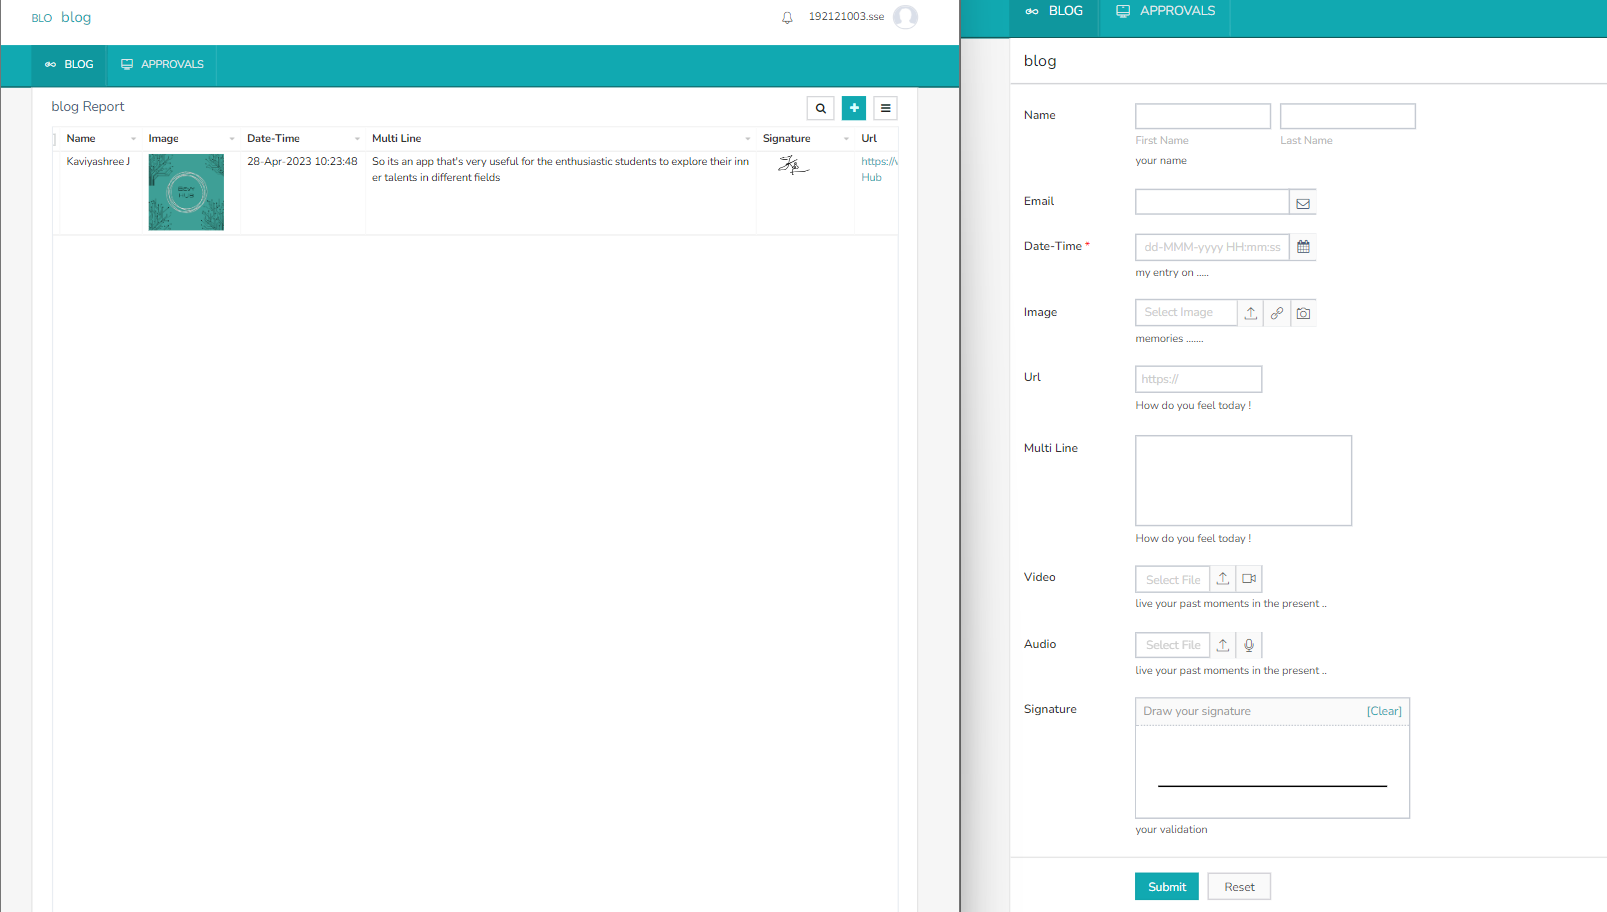 BLO blog
192121003.sse
BLOG APPROVALS
blog Report
Name Image Date-Time Multi Line Signature Url
Kaviyashree J 28-Apr-2023 10:23:48 So its an app that's very useful for the enthusiastic students to explore their inn https://
er talents in different fields Hub
HUB
BLOG APPROVALS
blog
Name
First Name Last Name
your name
Email
Date-Time * dd-MMM-yyyy HH:mm:ss
my entry on .....
Image Select Image
memories .......
Url https://
How do you feel today !
Multi Line
How do you feel today !
Video Select File
live your past moments in the present ..
Audio Select File
live your past moments in the present ..
Signature Draw your signature [Clear]
your validation
Submit Reset